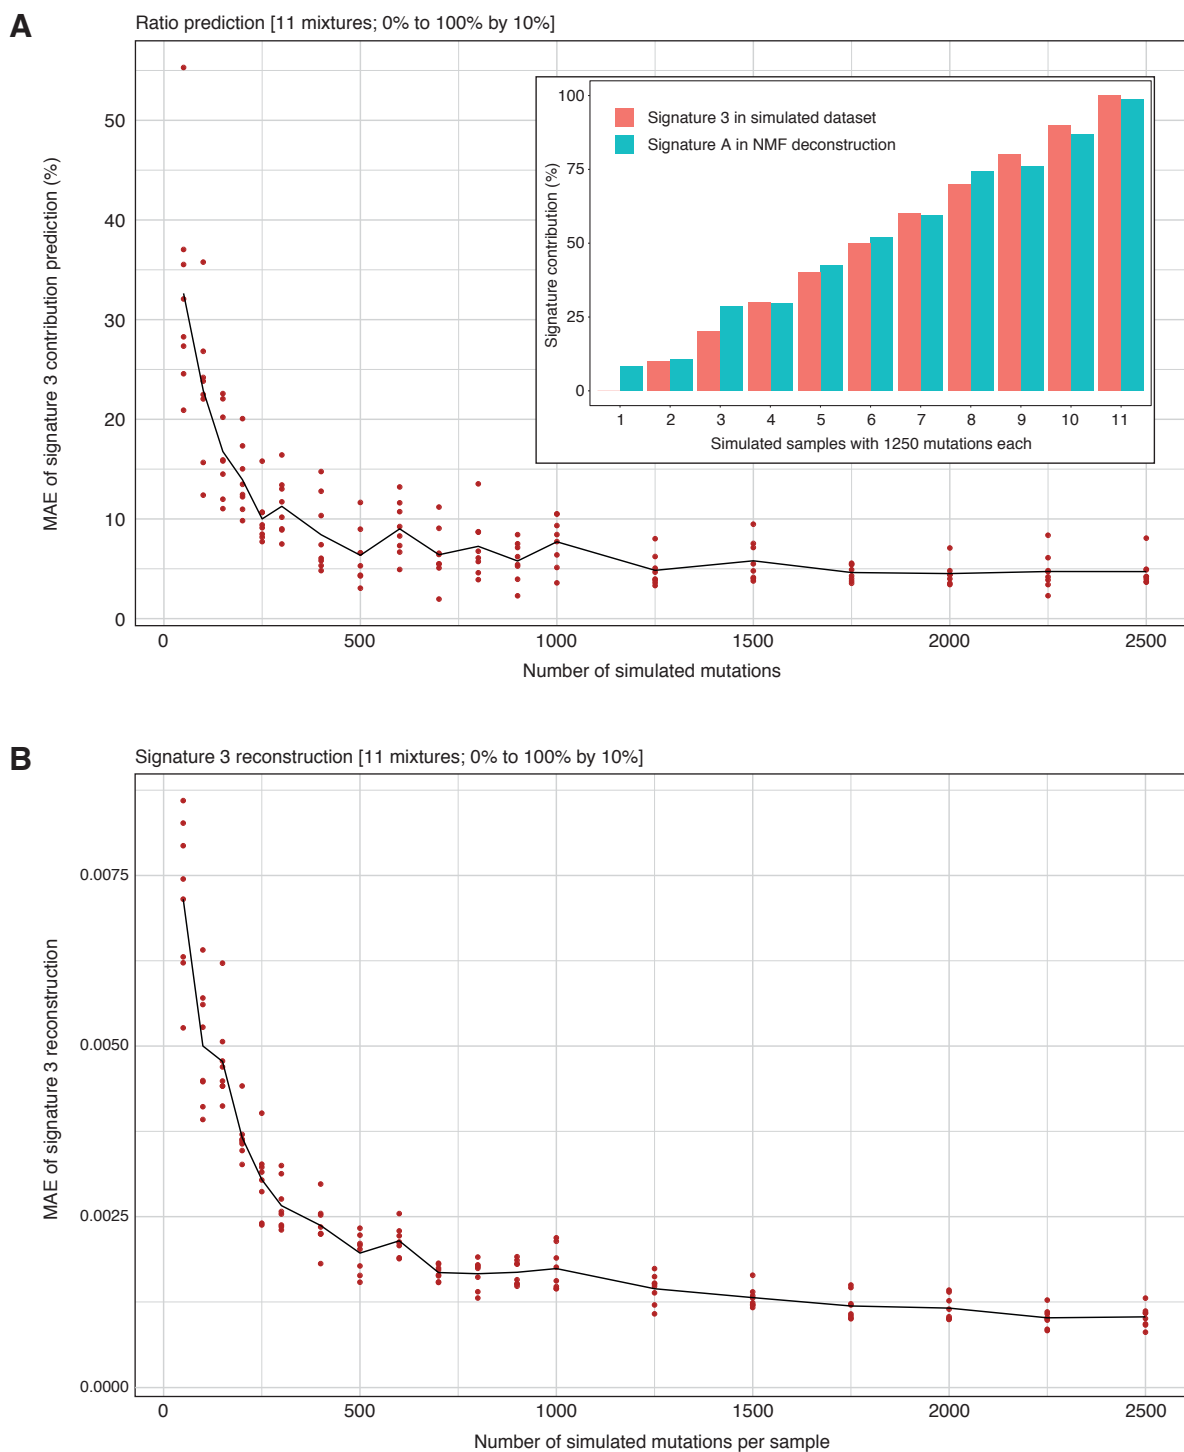 A
Ratio prediction [11 mixtures; 0% to 100% by 10%]
MAE of signature 3 contribution prediction (%)
50
40
30
20
10
0
0 500 1000 1500 2000 2500
Number of simulated mutations
Signature contribution (%)
100
75
50
25
0
Signature 3 in simulated dataset
Signature A in NMF deconstruction
1 2 3 4 5 6 7 8 9 10 11
Simulated samples with 1250 mutations each
B
Signature 3 reconstruction [11 mixtures; 0% to 100% by 10%]
MAE of signature 3 reconstruction
0.0075
0.0050
0.0025
0.0000
0 500 1000 1500 2000 2500
Number of simulated mutations per sample